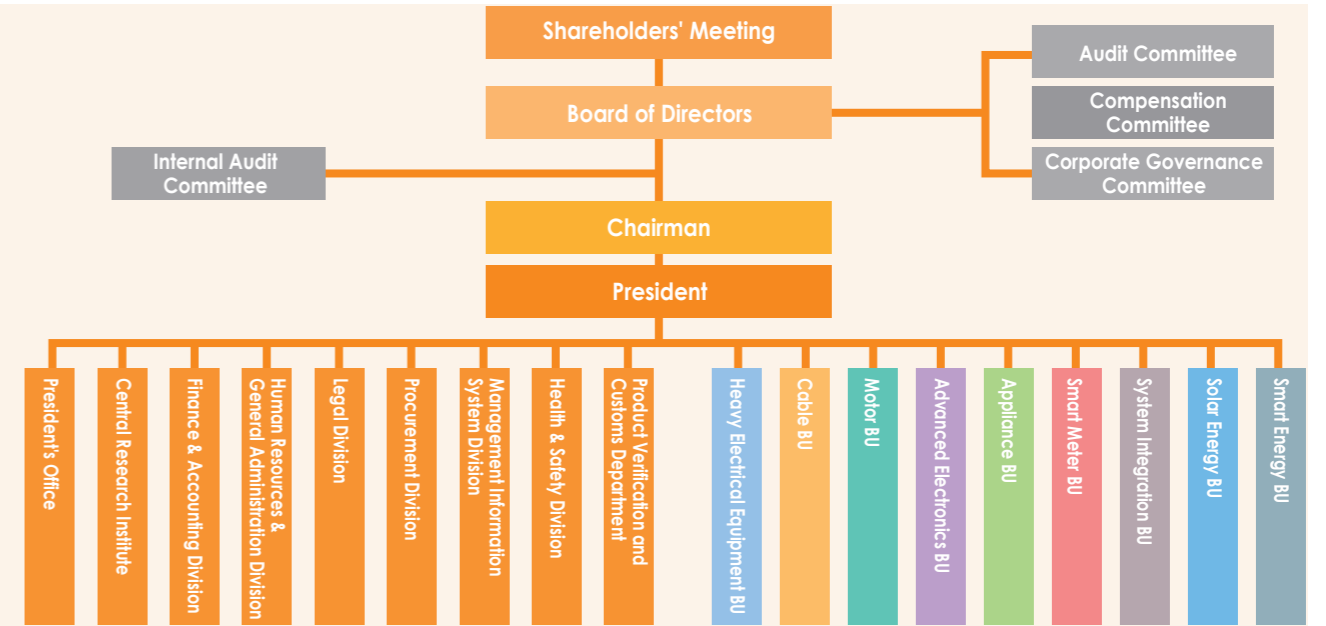 Shareholders' Meeting
Board of Directors
Audit Committee
Compensation
Committee
Corporate Governance
Committee
Internal Audit
Committee
Chairman
President
President's Office
Central Research Institute
Finance & Accounting Division
Human Resources &
General Administration Division
Legal Division
Procurement Division
Management Information
System Division
Health & Safety Division
Product Verification and
Customs Department
Heavy Electrical Equipment BU
Cable BU
Motor BU
Advanced Electronics BU
Appliance BU
Smart Meter BU
System Integration BU
Solar Energy BU
Smart Energy BU